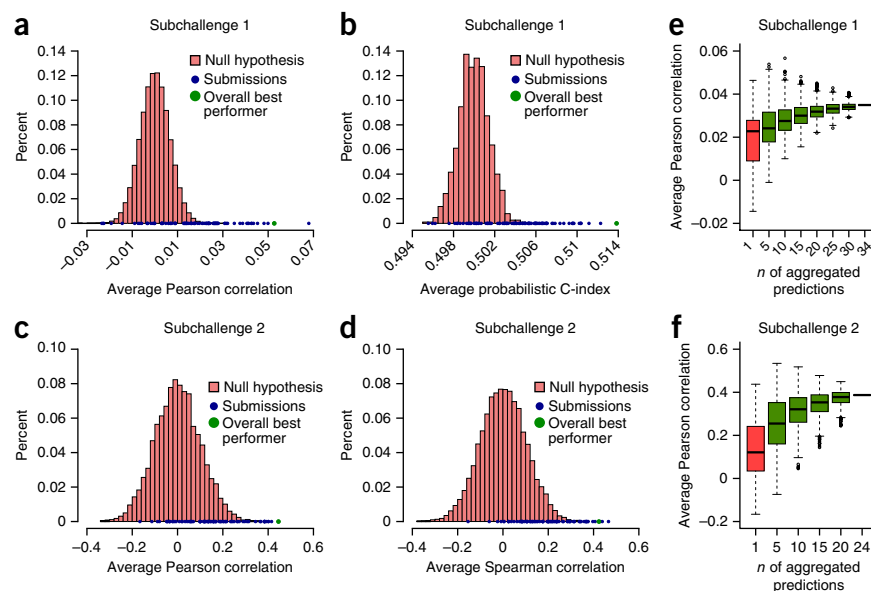 a
Subchallenge 1
0.14
0.12
0.10
0.08
0.06
0.04
0.02
0
Percent
Null hypothesis
Submissions
Overall best
performer
−0.03
−0.01
0.01
0.03
0.05
0.07
Average Pearson correlation
b
Subchallenge 1
0.14
0.12
0.10
0.08
0.06
0.04
0.02
0
Percent
Null hypothesis
Submissions
Overall best
performer
0.494
0.498
0.502
0.506
0.51
0.514
Average probabilistic C-index
e
Subchallenge 1
0.06
0.04
0.02
0
−0.02
Average Pearson correlation
1
5
10
15
20
25
30
34
n of aggregated
predictions
c
Subchallenge 2
0.10
0.08
0.06
0.04
0.02
0
Percent
Null hypothesis
Submissions
Overall best
performer
−0.4
−0.2
0
0.2
0.4
0.6
Average Pearson correlation
d
Subchallenge 2
0.10
0.08
0.06
0.04
0.02
0
Percent
Null hypothesis
Submissions
Overall best
performer
−0.4
−0.2
0
0.2
0.4
0.6
Average Spearman correlation
f
Subchallenge 2
0.6
0.4
0.2
0
−0.2
Average Pearson correlation
1
5
10
15
20
24
n of aggregated
predictions